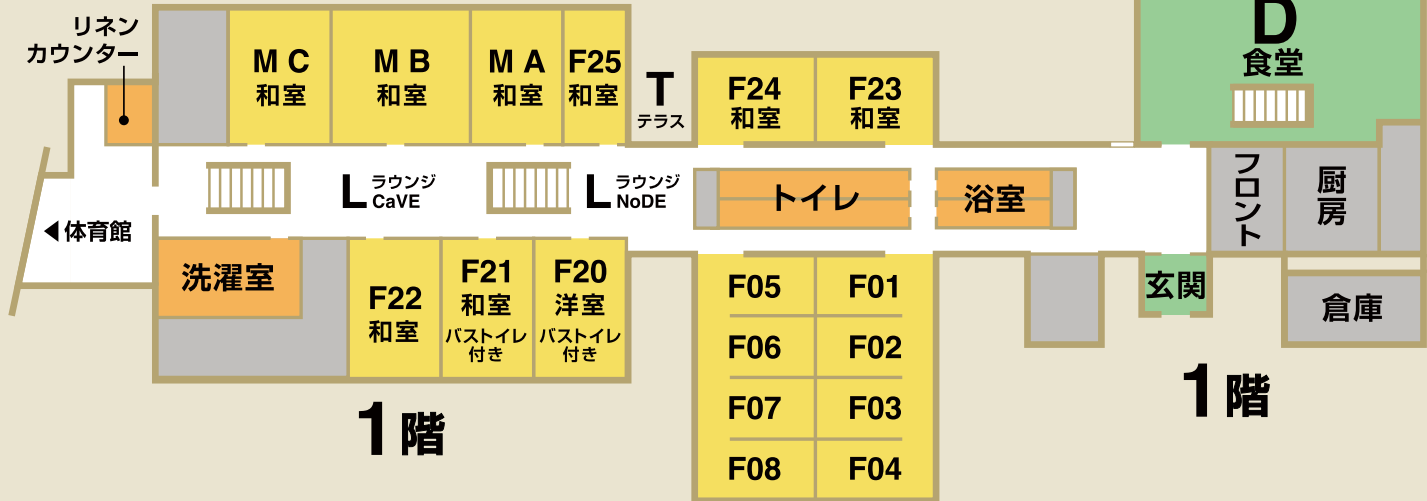 リネン
カウンター
M C
和室
M B
和室
M A
和室
F25
和室
T
テラス
F24
和室
F23
和室
D
食堂
L ラウンジ
CaVE
L ラウンジ
NoDE
トイレ
浴室
フロント
厨房
体育館
洗濯室
F22
和室
F21
和室
バストイレ
付き
F20
洋室
バストイレ
付き
F05
F01
F06
F02
F07
F03
F08
F04
玄関
倉庫
1階
1階